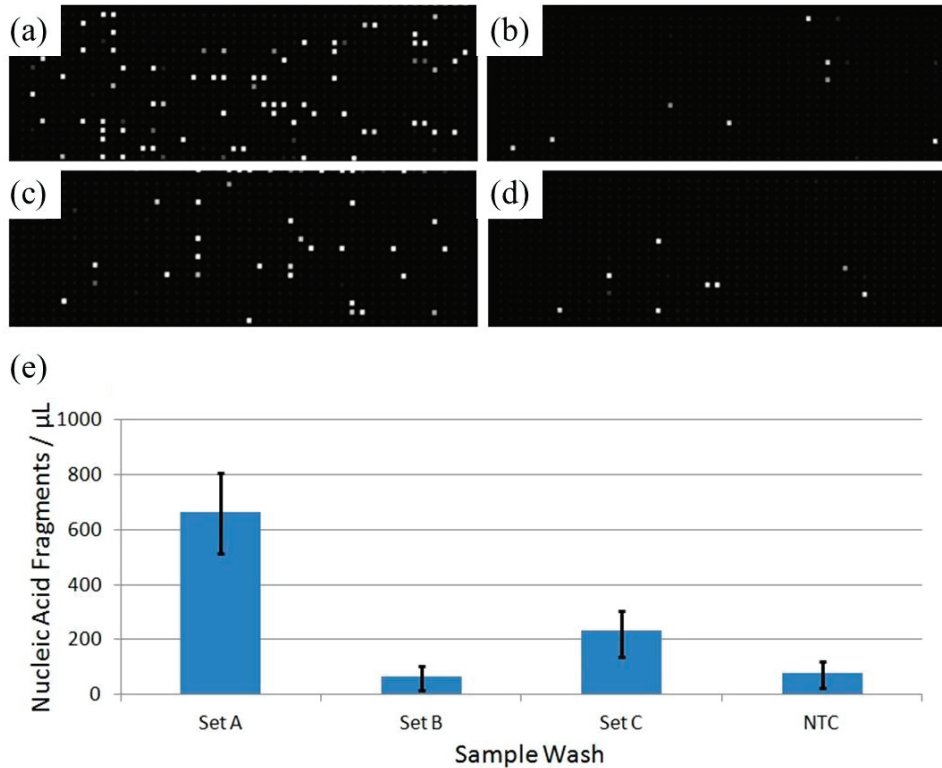 (a)
(b)
(c)
(d)
(e)
Nucleic Acid Fragments / µL
1000
800
600
400
200
0
Set A
Set B
Set C
NTC
Sample Wash